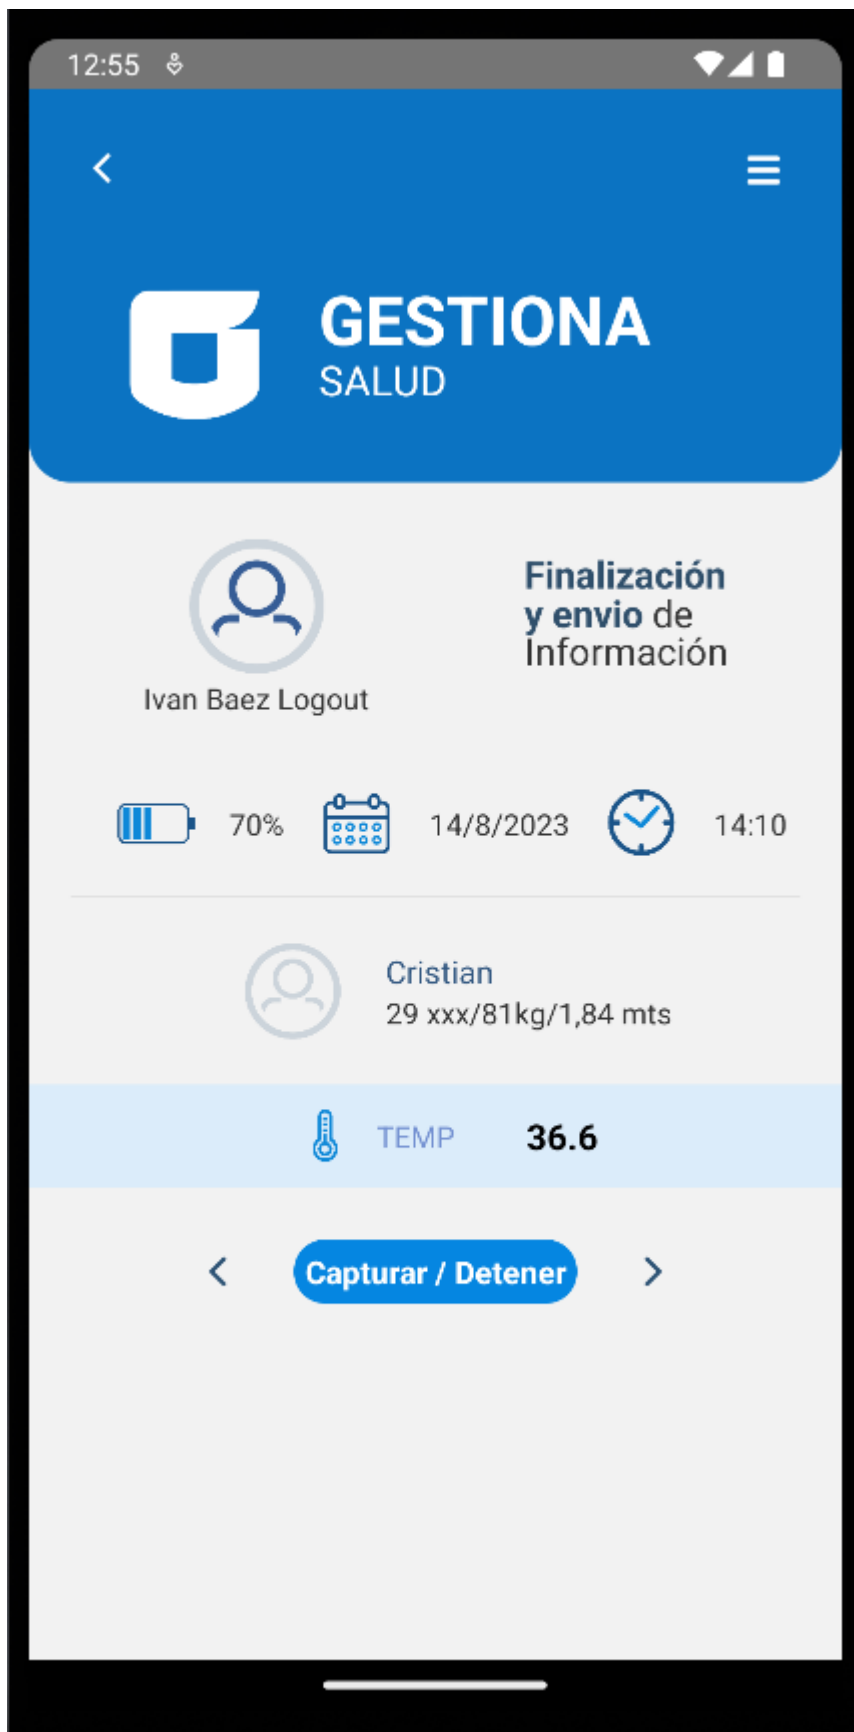 12:55
GESTIONA
SALUD
Finalización
y envio de
Información
Ivan Baez Logout
70%
14/8/2023
14:10
Cristian
29 xxx/81kg/1,84 mts
TEMP 36.6
Capturar / Detener